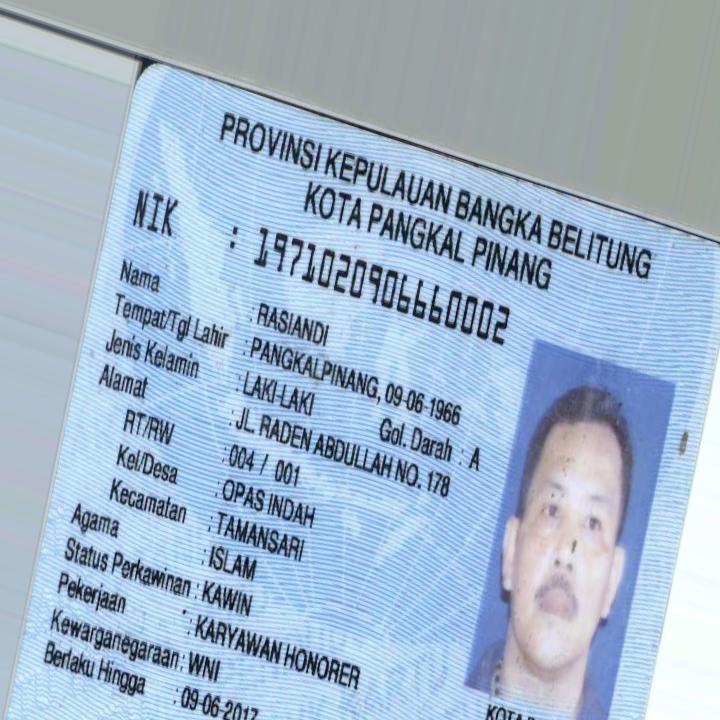 PROVINSI KEPULAUAN BANGKA BELITUNG
KOTA PANGKAL PINANG
NIK : 1971020906660002
Nama : RASIANDI
Tempat/Tgl Lahir : PANGKALPINANG, 09-06-1966
Jenis Kelamin : LAKI-LAKI Gol. Darah : A
Alamat : JL. RADEN ABDULLAH NO. 178
RT/RW : 004 / 001
Kel/Desa : OPAS INDAH
Kecamatan : TAMANSARI
Agama : ISLAM
Status Perkawinan : KAWIN
Pekerjaan : KARYAWAN HONORER
Kewarganegaraan : WNI
Berlaku Hingga : 09-06-2017
KOTA